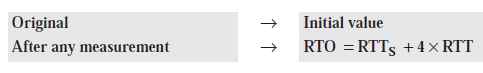 Original → Initial value
After any measurement → RTO = RTTS + 4 × RTT